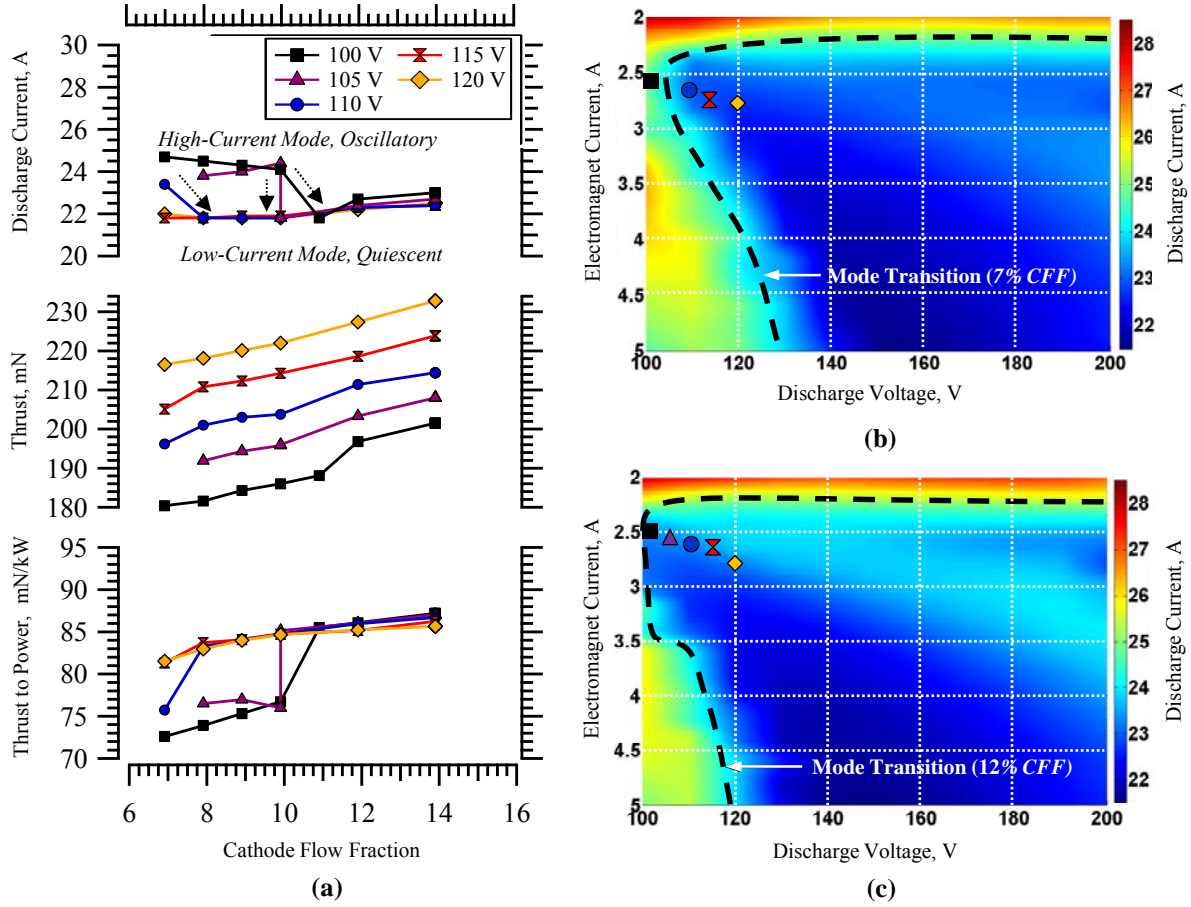 Discharge Current, A
30
28
26
24
22
20
100 V
115 V
105 V
120 V
110 V
High-Current Mode, Oscillatory
Low-Current Mode, Quiescent
Thrust, mN
230
220
210
200
190
180
Thrust to Power, mN/kW
95
90
85
80
75
70
6 8 10 12 14 16
Cathode Flow Fraction
(a)
Electromagnet Current, A
2
2.5
3
3.5
4
4.5
5
Mode Transition (7% CFF)
100 120 140 160 180 200
Discharge Voltage, V
28
27
26
25
24
23
22
Discharge Current, A
(b)
Electromagnet Current, A
2
2.5
3
3.5
4
4.5
5
Mode Transition (12% CFF)
100 120 140 160 180 200
Discharge Voltage, V
28
27
26
25
24
23
22
Discharge Current, A
(c)